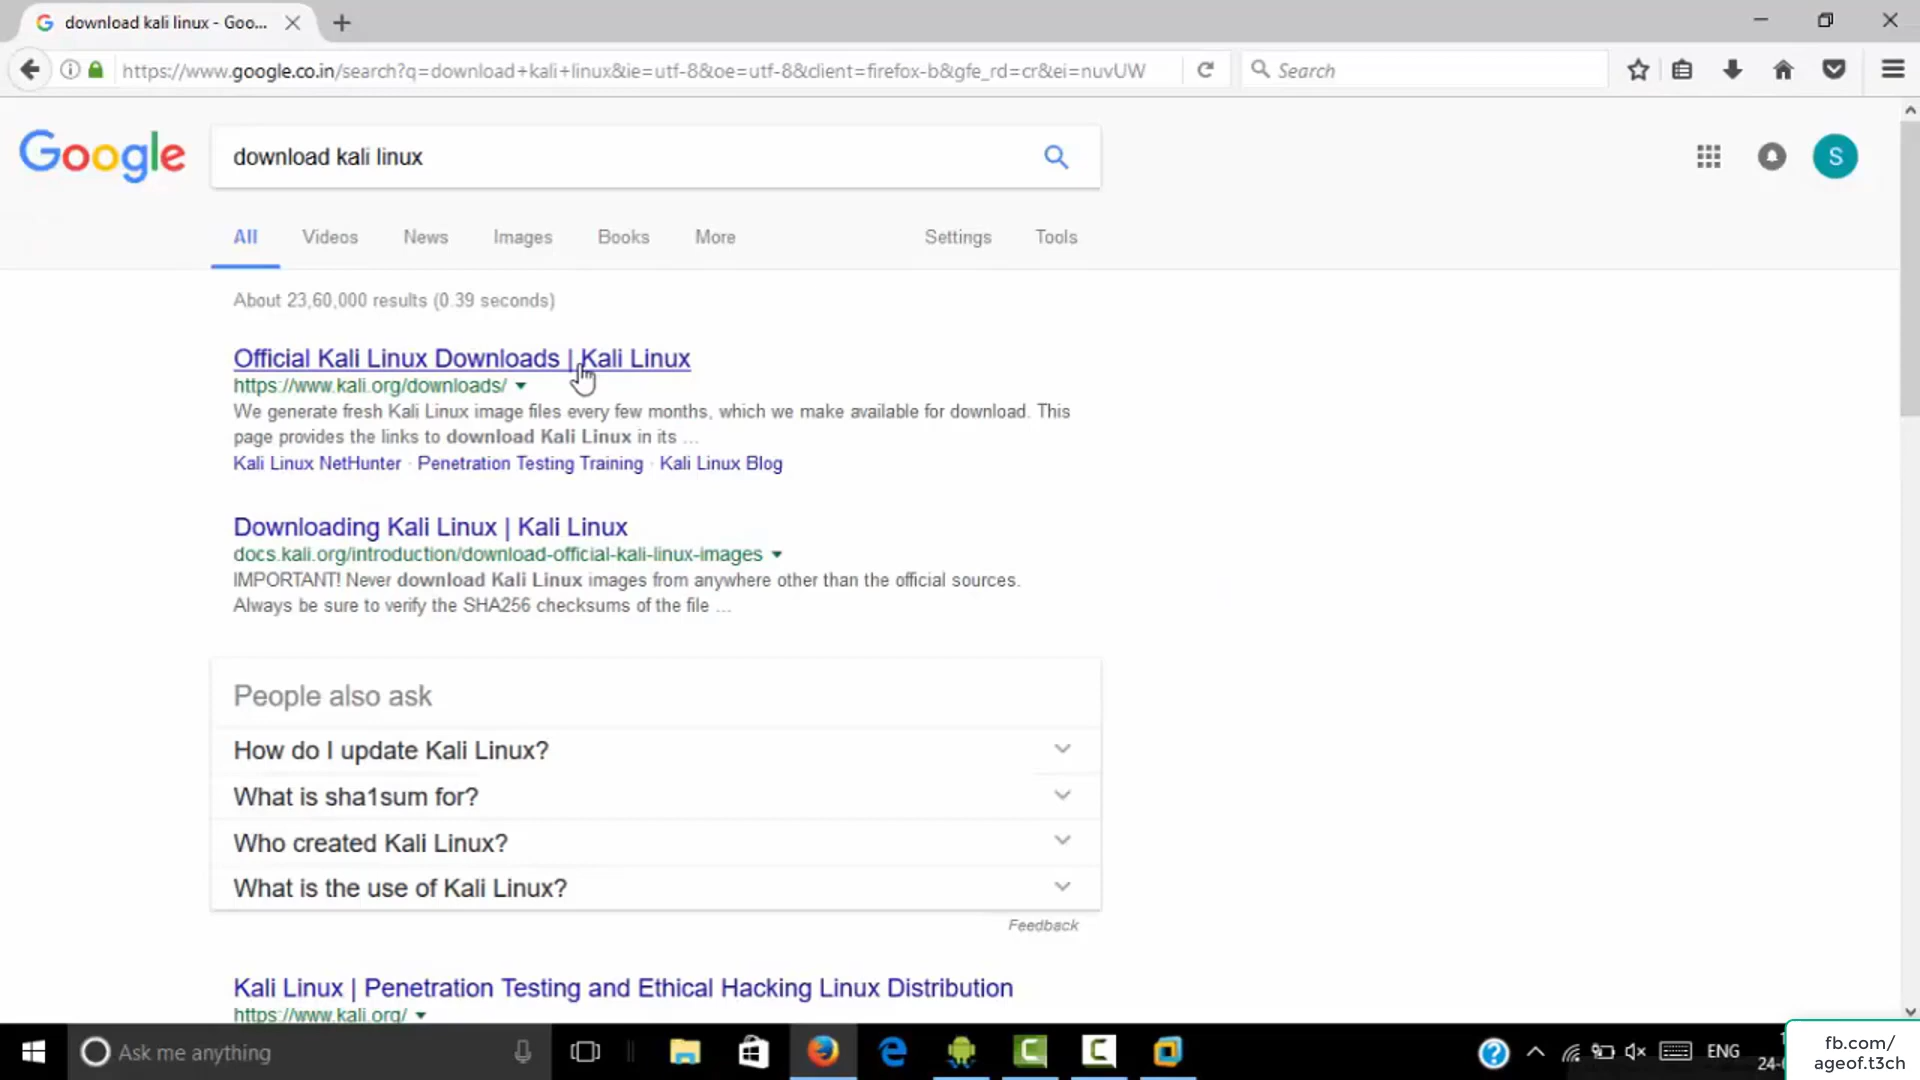 download kali linux - Goo...
https://www.google.co.in/search?q=download+kali+linux&ie=utf-8&oe=utf-8&client=firefox-b&gfe_rd=cr&ei=nuvUW
Search
Google
download kali linux
S
All
Videos
News
Images
Books
More
Settings
Tools
About 23,60,000 results (0.39 seconds)
Official Kali Linux Downloads | Kali Linux
https://www.kali.org/downloads/
We generate fresh Kali Linux image files every few months, which we make available for download. This
page provides the links to download Kali Linux in its ...
Kali Linux NetHunter · Penetration Testing Training · Kali Linux Blog
Downloading Kali Linux | Kali Linux
docs.kali.org/introduction/download-official-kali-linux-images
IMPORTANT! Never download Kali Linux images from anywhere other than the official sources.
Always be sure to verify the SHA256 checksums of the file ...
People also ask
How do I update Kali Linux?
What is sha1sum for?
Who created Kali Linux?
What is the use of Kali Linux?
Feedback
Kali Linux | Penetration Testing and Ethical Hacking Linux Distribution
https://www.kali.org/
Ask me anything
ENG
24-
fb.com/
ageof.t3ch